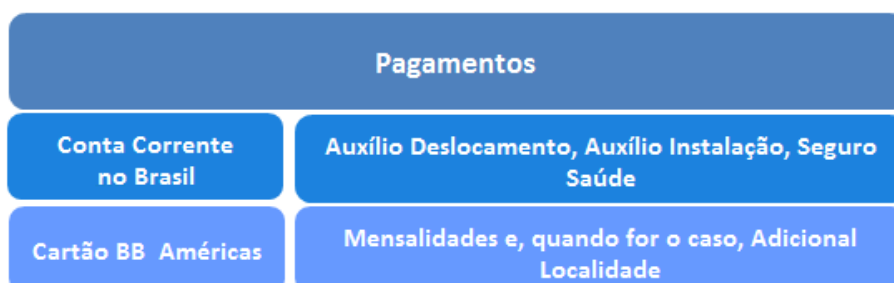 Pagamentos
Conta Corrente
no Brasil
Auxílio Deslocamento, Auxílio Instalação, Seguro
Saúde
Cartão BB Américas
Mensalidades e, quando for o caso, Adicional
Localidade